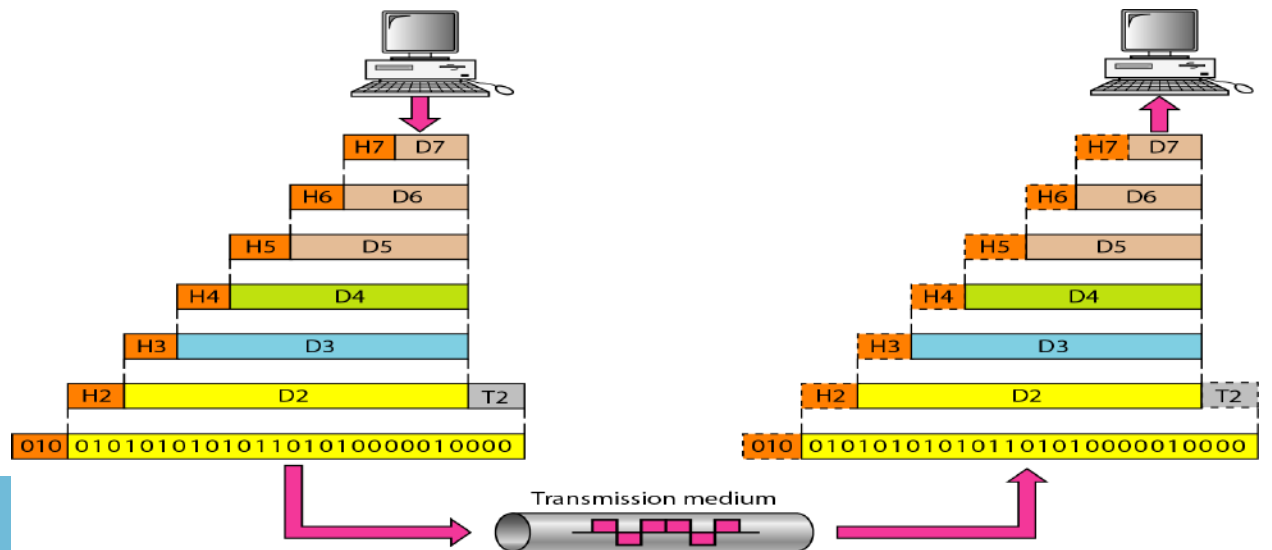 H7 D7 H7 D7
H6 D6 H6 D6
H5 D5 H5 D5
H4 D4 H4 D4
H3 D3 H3 D3
H2 D2 T2 H2 D2 T2
010 010101010101101010000010000 010 010101010101101010000010000
Transmission medium